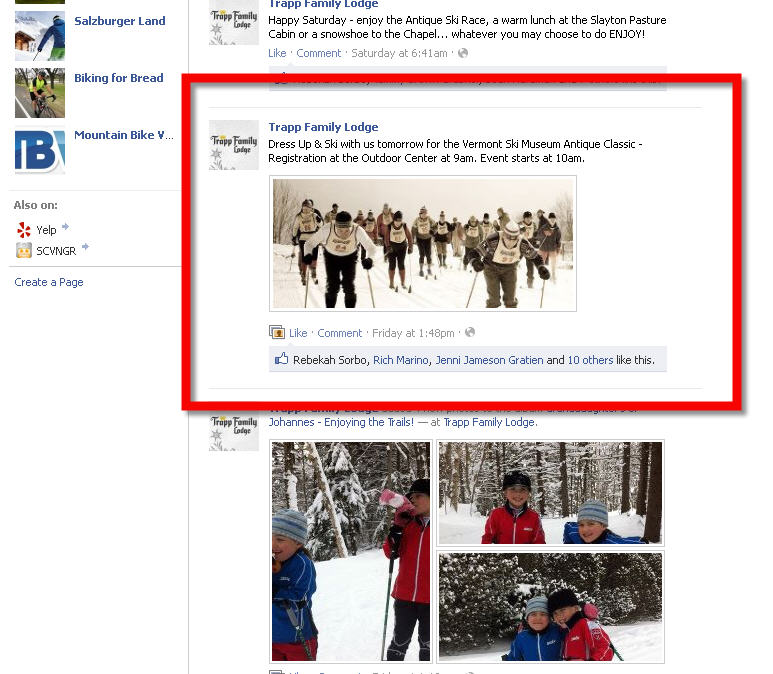 Salzburger Land
Biking for Bread
Mountain Bike V...
Also on:
Yelp
SCVNGR
Create a Page
Trapp Family Lodge
Trapp Family
Lodge
Happy Saturday - enjoy the Antique Ski Race, a warm lunch at the Slayton Pasture
Cabin or a snowshoe to the Chapel... whatever you may choose to do ENJOY!
Like · Comment · Saturday at 6:41am ·
Trapp Family Lodge
Trapp Family
Lodge
Dress Up & Ski with us tomorrow for the Vermont Ski Museum Antique Classic -
Registration at the Outdoor Center at 9am. Event starts at 10am.
Like · Comment · Friday at 1:48pm ·
Rebekah Sorbo, Rich Marino, Jenni Jameson Gratien and 10 others like this.
Trapp Family Lodge
Trapp Family
Lodge
Johannes - Enjoying the Trails! — at Trapp Family Lodge.